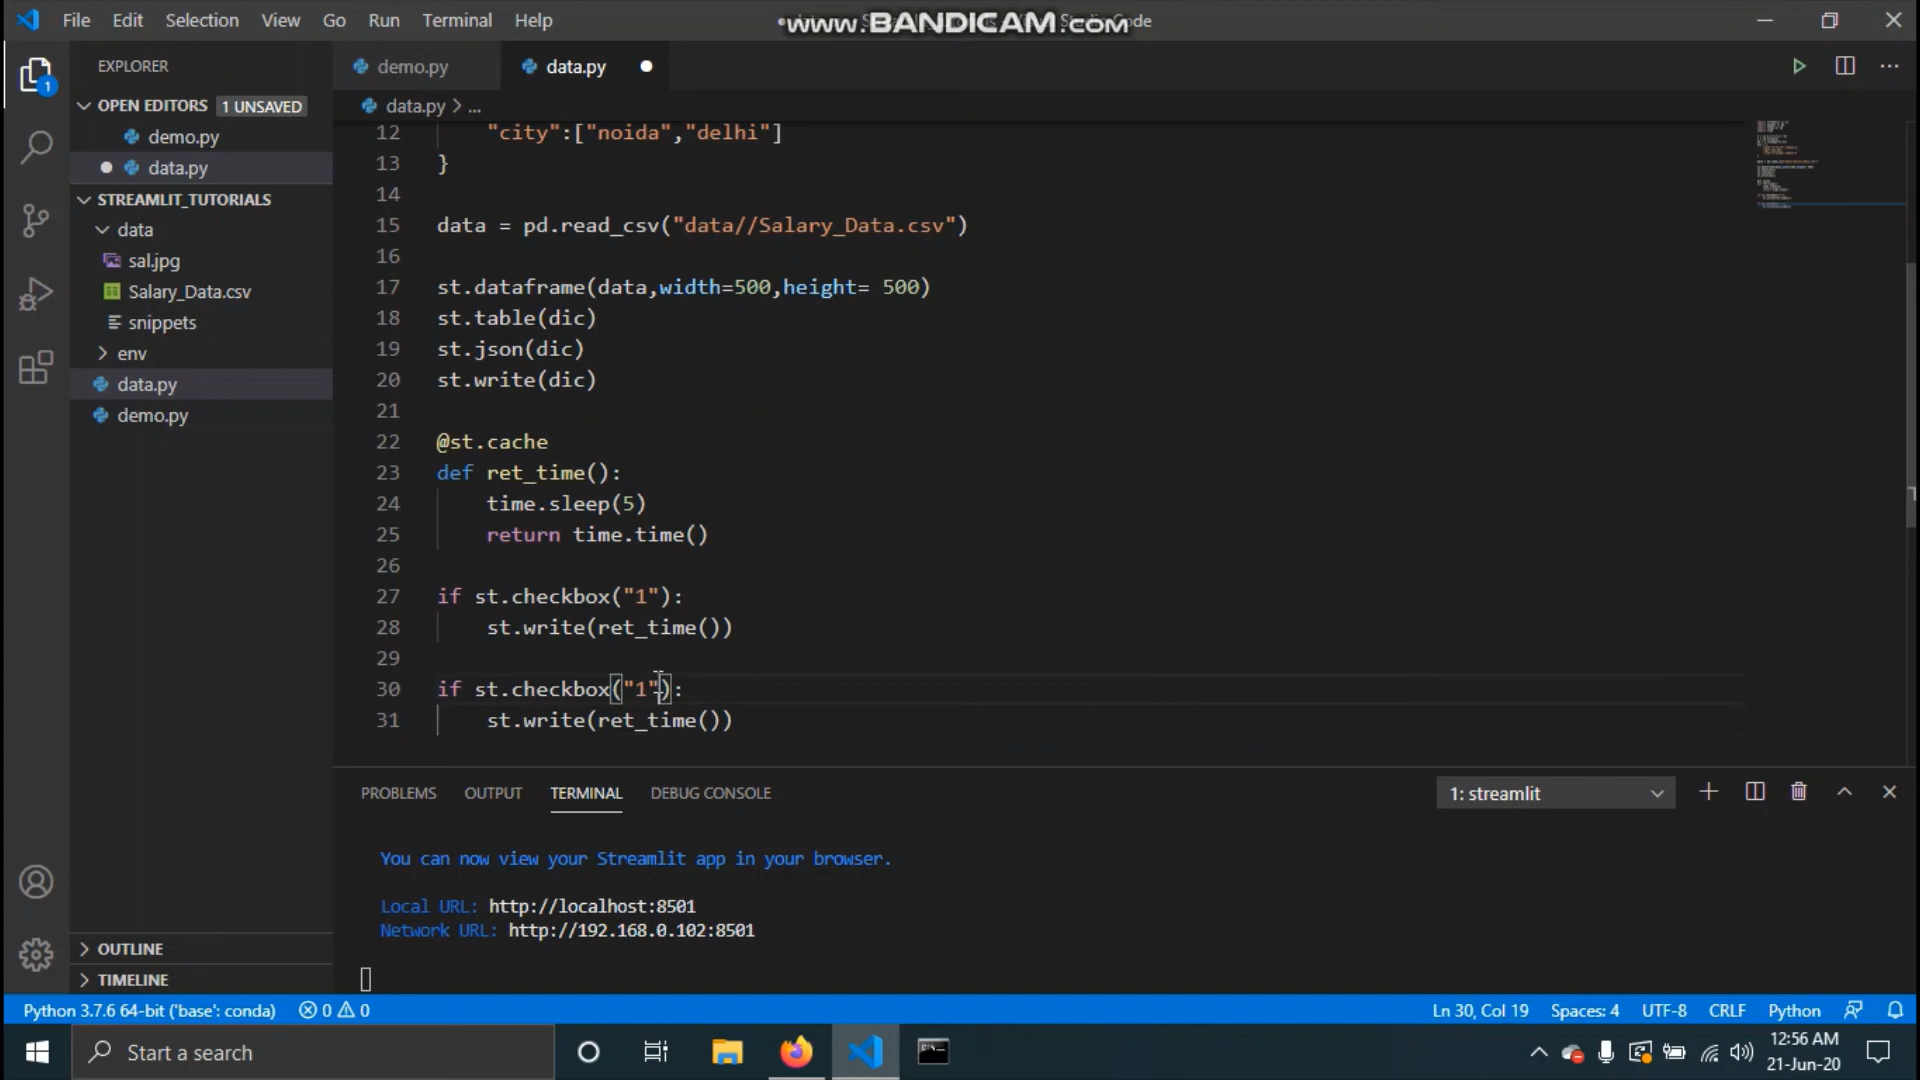 File Edit Selection View Go Run Terminal Help
www.BANDICAM.com
Code
EXPLORER
demo.py
data.py
OPEN EDITORS 1 UNSAVED
demo.py
data.py
STREAMLIT_TUTORIALS
data
sal.jpg
Salary_Data.csv
snippets
env
data.py
demo.py
OUTLINE
TIMELINE
data.py > ...
12 "city":["noida","delhi"]
13 }
14
15 data = pd.read_csv("data//Salary_Data.csv")
16
17 st.dataframe(data,width=500,height= 500)
18 st.table(dic)
19 st.json(dic)
20 st.write(dic)
21
22 @st.cache
23 def ret_time():
24 time.sleep(5)
25 return time.time()
26
27 if st.checkbox("1"):
28 st.write(ret_time())
29
30 if st.checkbox("1"):
31 st.write(ret_time())
PROBLEMS OUTPUT TERMINAL DEBUG CONSOLE
1: streamlit
You can now view your Streamlit app in your browser.
Local URL: http://localhost:8501
Network URL: http://192.168.0.102:8501
Python 3.7.6 64-bit ('base': conda) 0 0
Ln 30, Col 19 Spaces: 4 UTF-8 CRLF Python
Start a search
12:56 AM
21-Jun-20